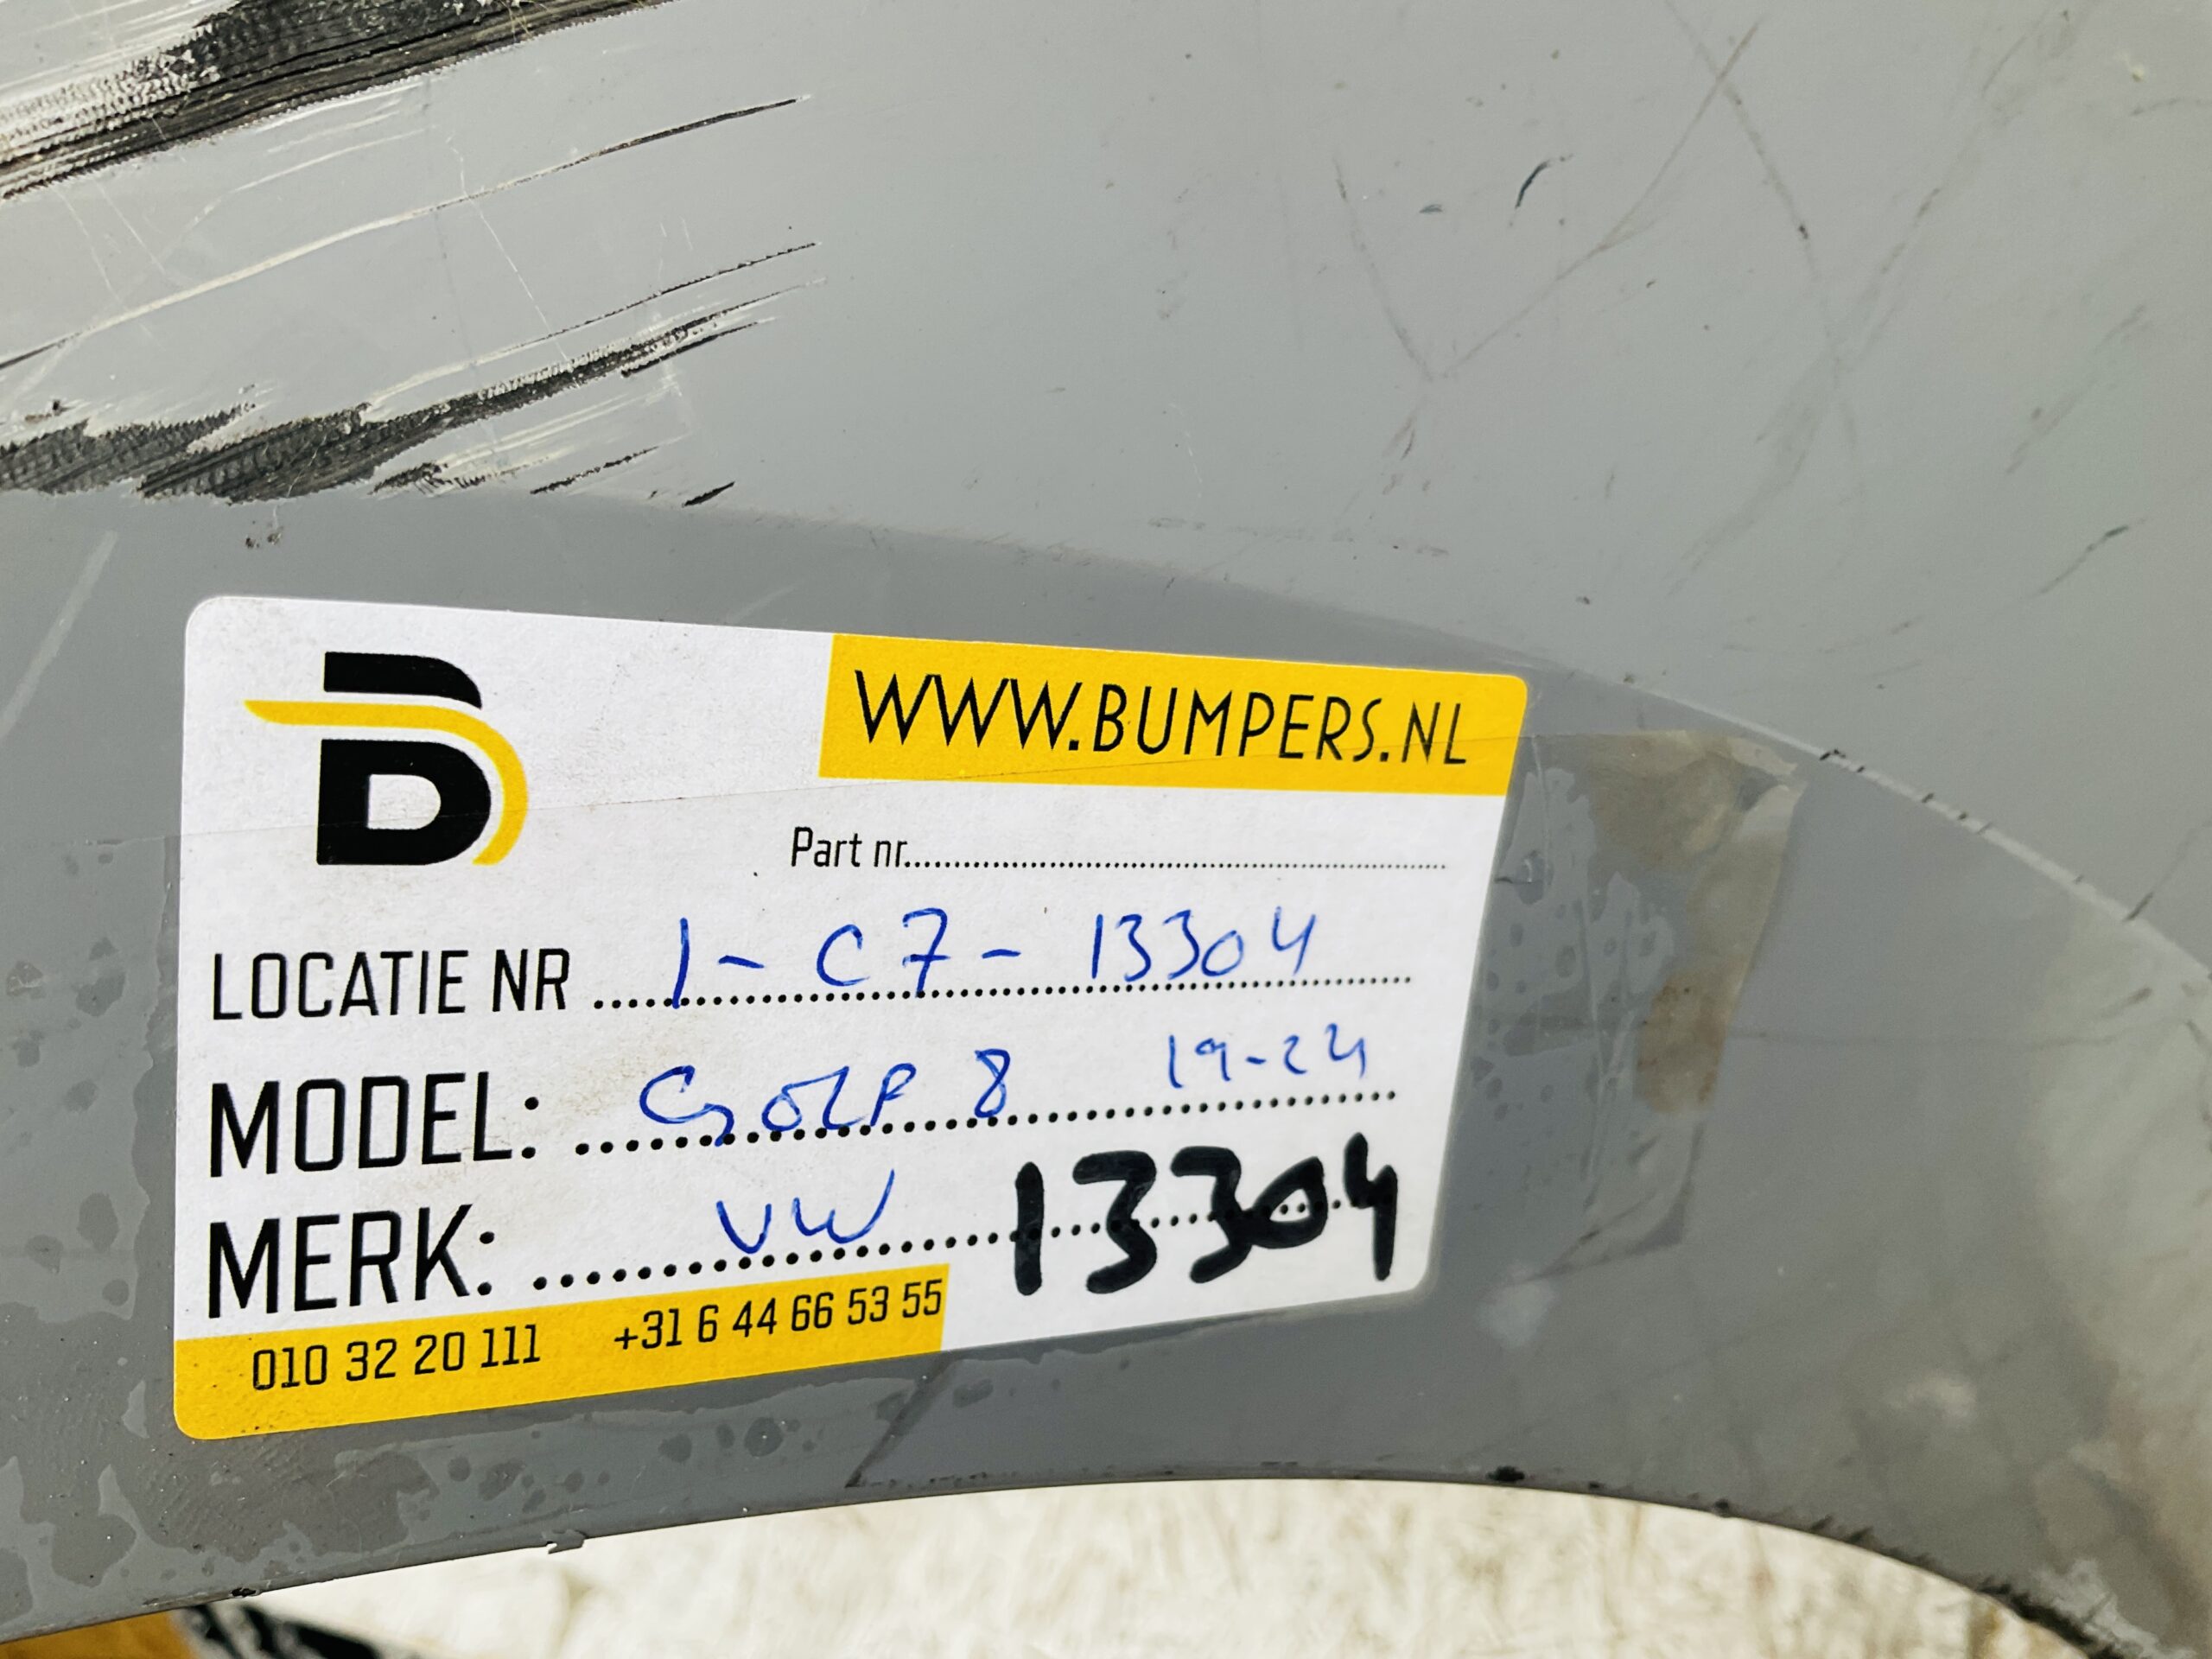 WWW.BUMPERS.NL
Part nr...........
LOCATIE NR ........ 1 - C7 - 13304
MODEL: ........ GOLF 8 19-24
MERK: ........ VW 13304
010 32 20 111 +31 6 44 66 53 55